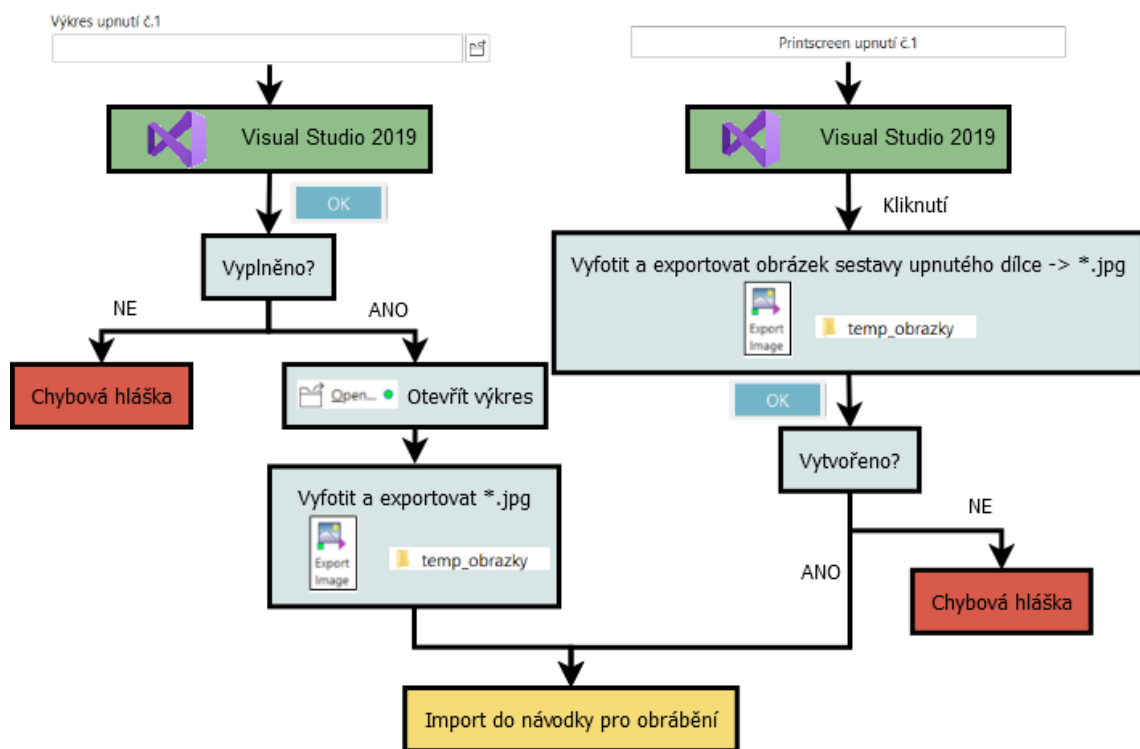 Výkres upnutí č.1
Printscreen upnutí č.1
Visual Studio 2019
Visual Studio 2019
OK
Kliknutí
Vyplněno?
Vyfotit a exportovat obrázek sestavy upnutého dílce -> *.jpg
Export
Image
temp_obrazky
NE
ANO
Chybová hláška
Open...
Otevřít výkres
OK
Vytvořeno?
Vyfotit a exportovat *.jpg
Export
Image
temp_obrazky
NE
ANO
Chybová hláška
Import do návodky pro obrábění